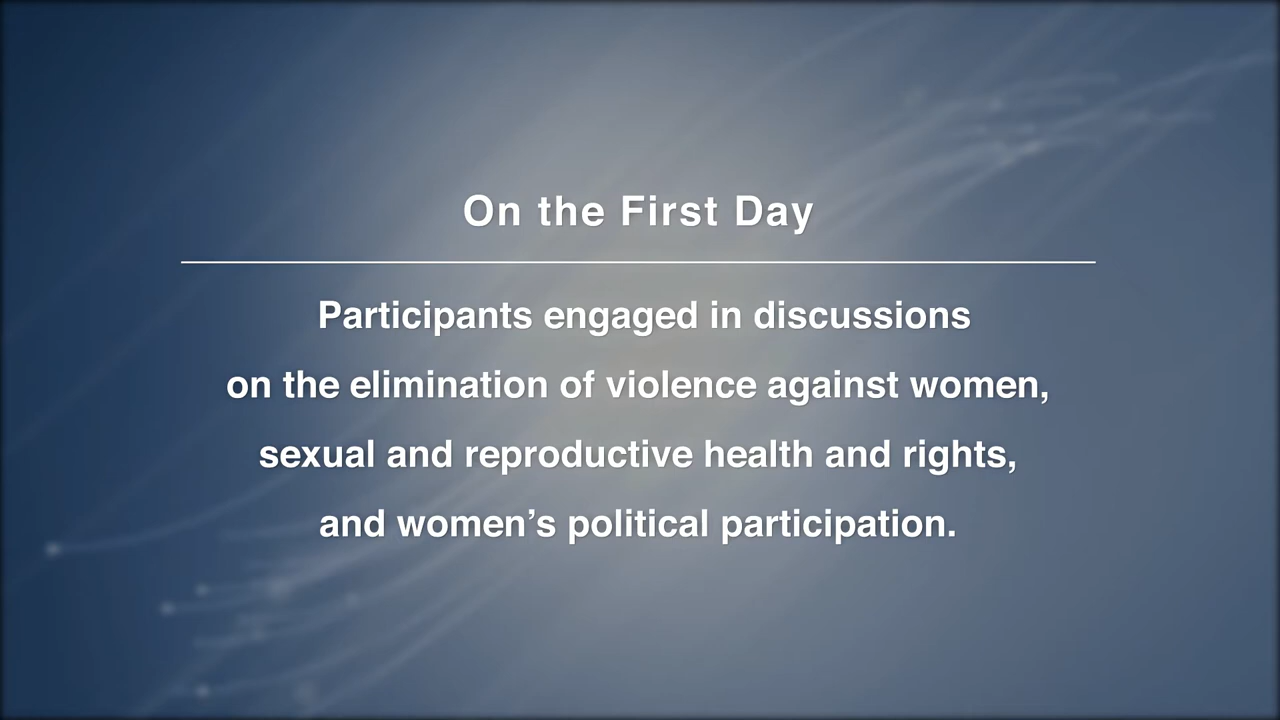 On the First Day
Participants engaged in discussions
on the elimination of violence against women,
sexual and reproductive health and rights,
and women’s political participation.